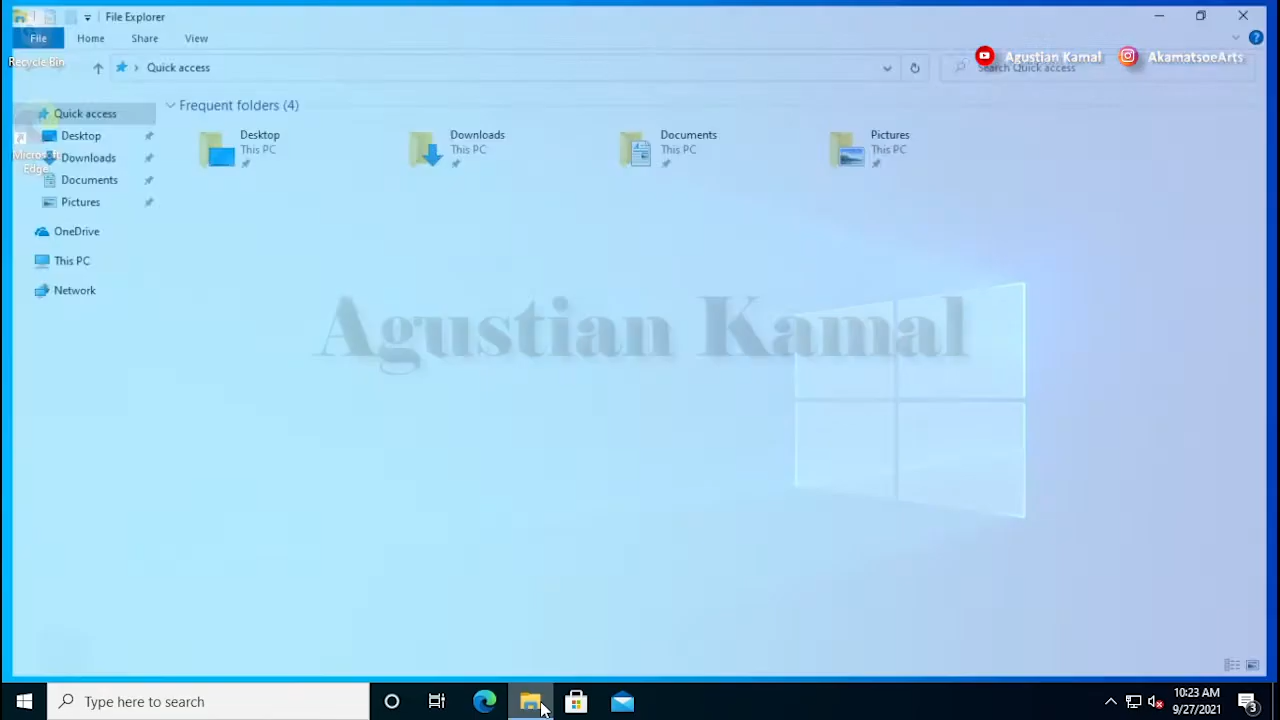 File Explorer
File
Home
Share
View
Recycle Bin
Quick access
Search Quick access
Agustian Kamal
AkamatsoeArts
Quick access
Desktop
Downloads
Documents
Pictures
OneDrive
This PC
Network
Microsoft
Edge
Frequent folders (4)
Desktop
This PC
Downloads
This PC
Documents
This PC
Pictures
This PC
Agustian Kamal
Type here to search
10:23 AM
9/27/2021
3